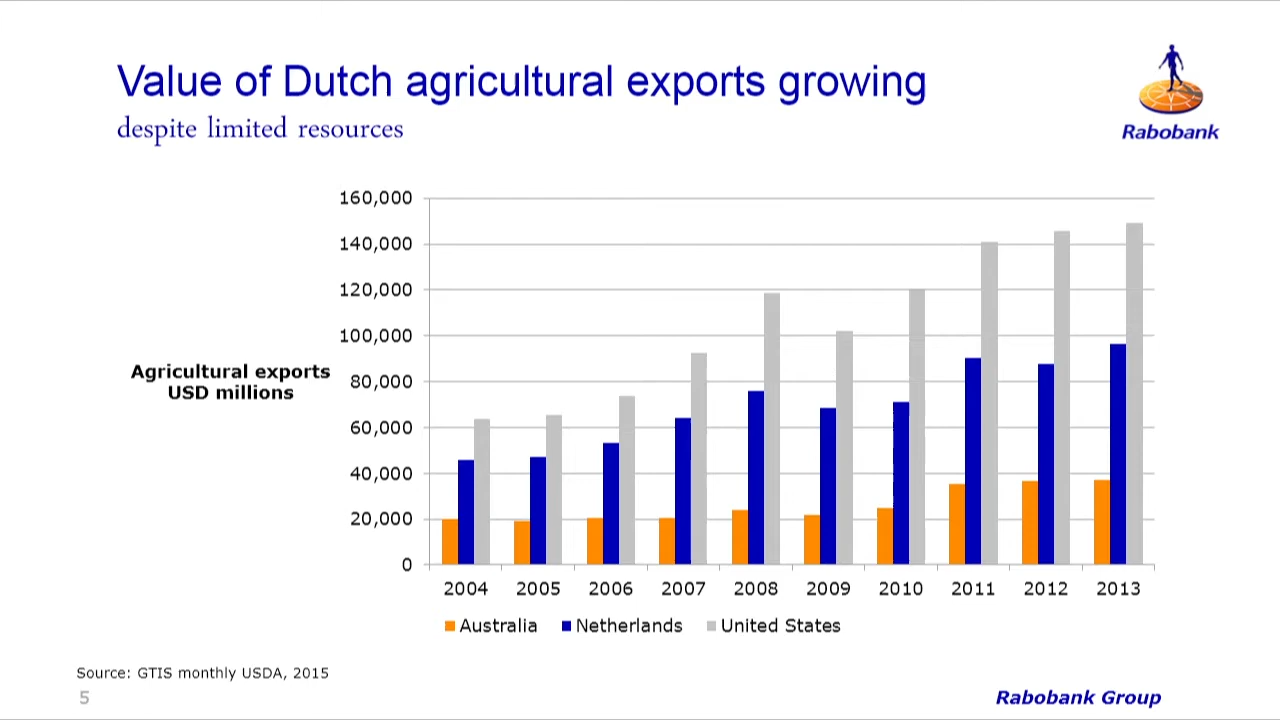 Value of Dutch agricultural exports growing
despite limited resources
Rabobank
160,000
140,000
120,000
100,000
80,000
60,000
40,000
20,000
0
Agricultural exports
USD millions
2004 2005 2006 2007 2008 2009 2010 2011 2012 2013
Australia Netherlands United States
Source: GTIS monthly USDA, 2015
5
Rabobank Group